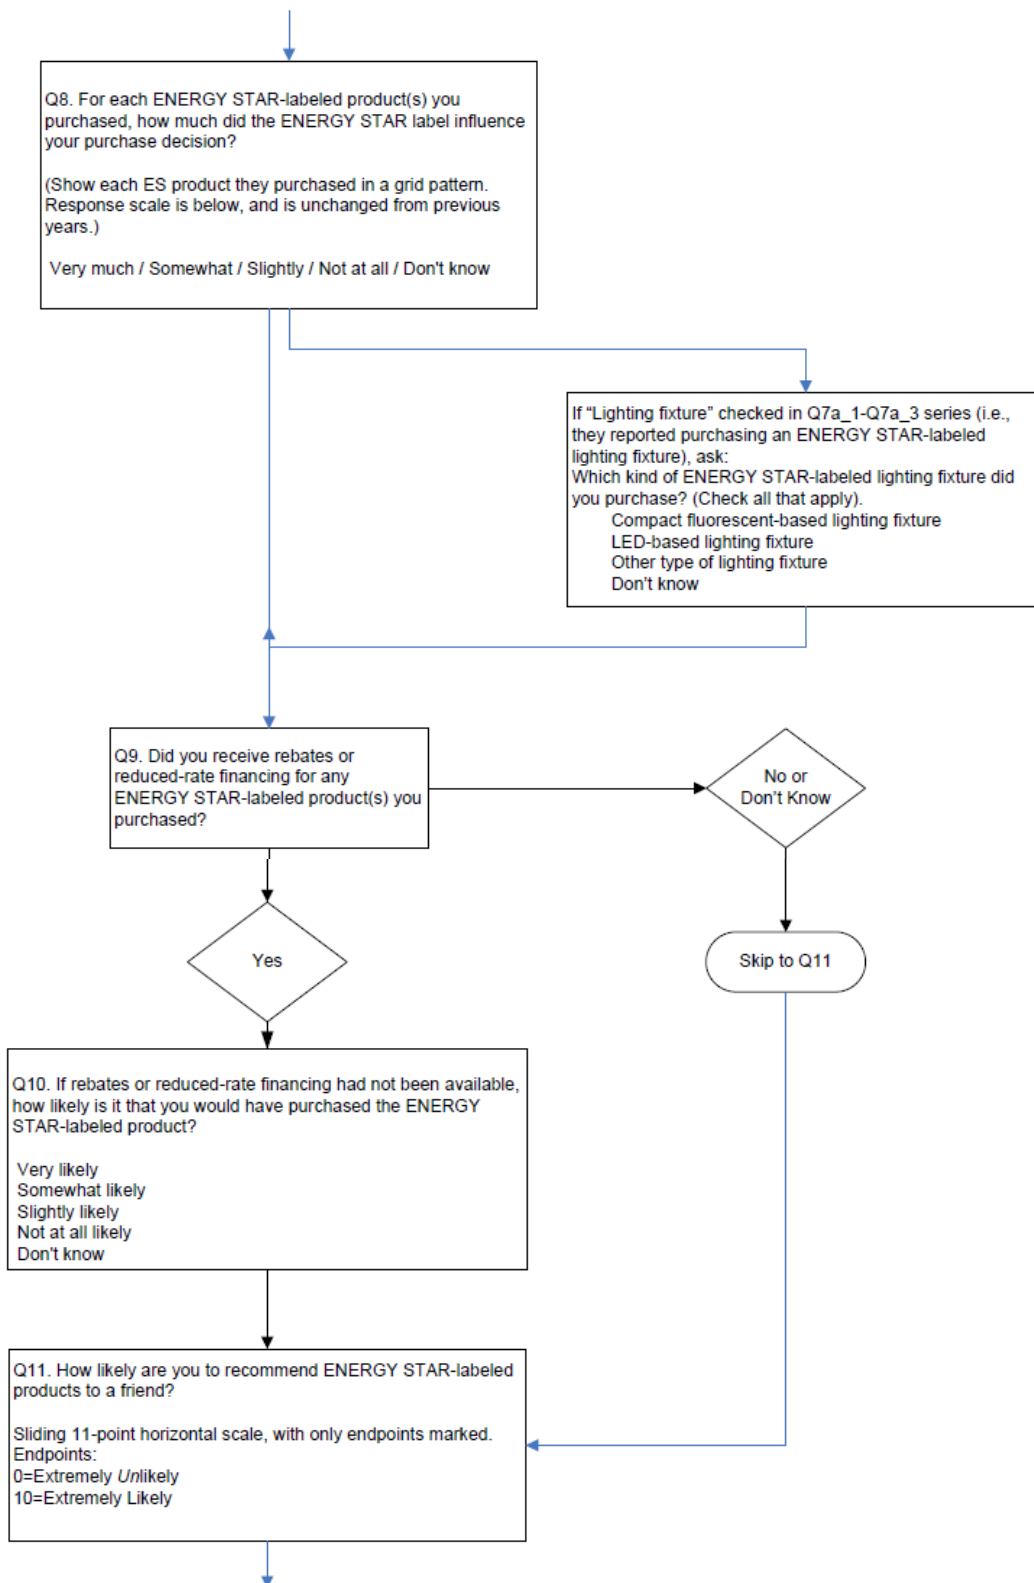 Q8. For each ENERGY STAR-labeled product(s) you
purchased, how much did the ENERGY STAR label influence
your purchase decision?
(Show each ES product they purchased in a grid pattern.
Response scale is below, and is unchanged from previous
years.)
Very much / Somewhat / Slightly / Not at all / Don't know
If “Lighting fixture” checked in Q7a_1-Q7a_3 series (i.e.,
they reported purchasing an ENERGY STAR-labeled
lighting fixture), ask:
Which kind of ENERGY STAR-labeled lighting fixture did
you purchase? (Check all that apply).
Compact fluorescent-based lighting fixture
LED-based lighting fixture
Other type of lighting fixture
Don't know
Q9. Did you receive rebates or
reduced-rate financing for any
ENERGY STAR-labeled product(s) you
purchased?
No or
Don't Know
Yes
Skip to Q11
Q10. If rebates or reduced-rate financing had not been available,
how likely is it that you would have purchased the ENERGY
STAR-labeled product?
Very likely
Somewhat likely
Slightly likely
Not at all likely
Don't know
Q11. How likely are you to recommend ENERGY STAR-labeled
products to a friend?
Sliding 11-point horizontal scale, with only endpoints marked.
Endpoints:
0=Extremely Unlikely
10=Extremely Likely